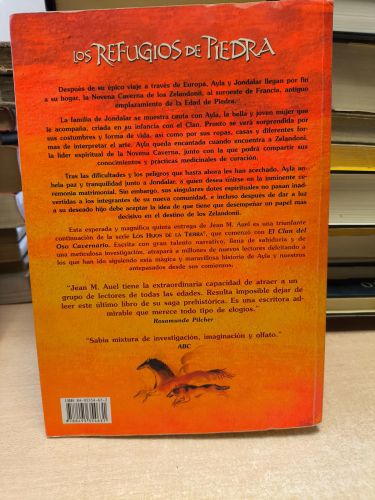 LOS REFUGIOS DE PIEDRA
Después de su épico viaje a través de Europa, Ayla y Jondalar llegan por fin
a su hogar, la Novena Caverna de los Zelandonii, al suroeste de Francia, antiguo
emplazamiento de la Edad de Piedra.
La familia de Jondalar se muestra cauta con Ayla, la bella y joven mujer que
le acompaña, criada en su infancia con el Clan. Pronto se verá sorprendida por
sus costumbres y forma de vida, así como por sus ropas, casas y diferentes for-
mas de interpretar el arte. Ayla queda encantada cuando encuentra a Zelandoni,
la líder espiritual de la Novena Caverna, junto con la que podrá compartir sus
conocimientos y prácticas medicinales de curación.
Tras las dificultades y los peligros que hasta ahora les han acechado, Ayla an-
hela paz y tranquilidad junto a Jondalar, a quien desea unirse en la inminente ce-
remonia matrimonial. Sin embargo, sus singulares dotes espirituales no pasan inad-
vertidas a los integrantes de su nueva comunidad, e incluso después de dar a luz
a su deseado hijo debe aceptar la idea de que tiene que desempeñar un papel mas
decisivo en el destino de los Zelandonii.
Esta esperada y magnífica quinta entrega de Jean M. Auel es una triunfante
continuación de la serie LOS HIJOS DE LA TIERRA®, que comenzó con El Clan del
Oso Cavernario. Escrita con gran talento narrativo, llena de sabiduría y de
una meticulosa investigación, atrapará a millones de nuevos lectores deleitando a
los que han ido siguiendo esta mágica y maravillosa historia de Ayla y nuestros
antepasados desde sus comienzos.
"Jean M. Auel tiene la extraordinaria capacidad de atraer a un
grupo de lectores de todas las edades. Resulta imposible dejar de
leer este último libro de su saga prehistórica. Es una escritora ad-
mirable que merece todo tipo de elogios."
Rosamunde Pilcher
"Sabia mixtura de investigación, imaginación y olfato."
ABC